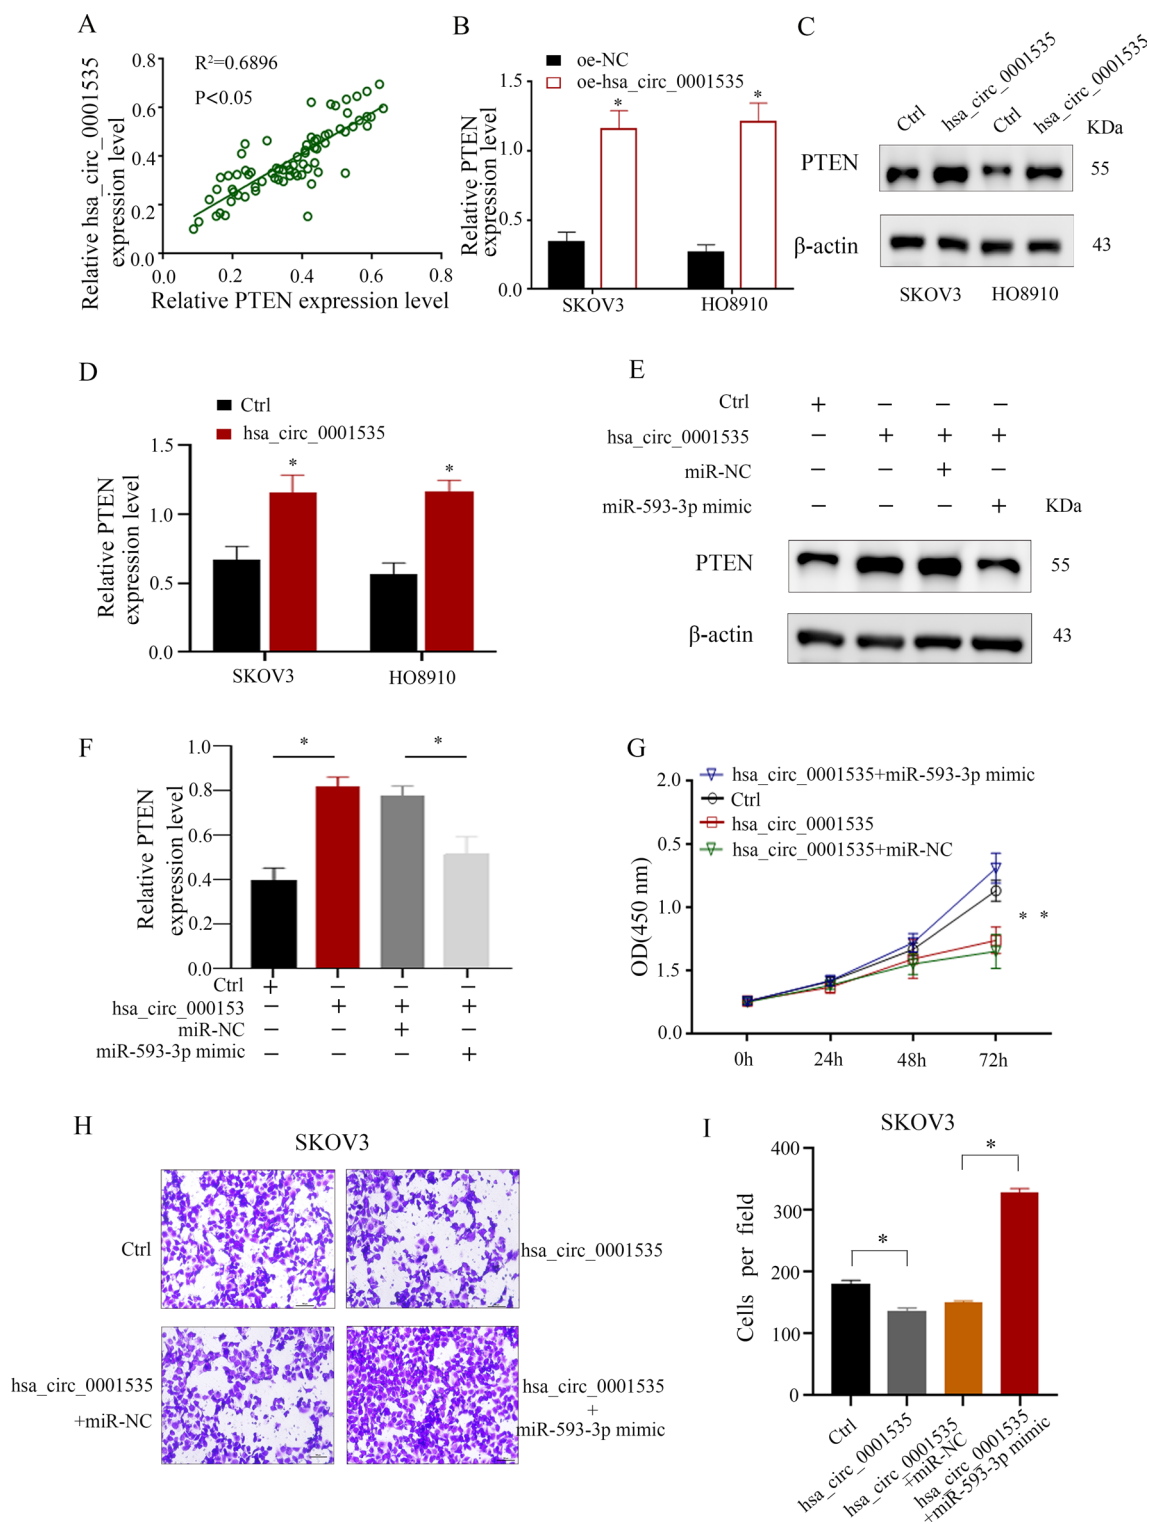 A
Relative hsa_circ_0001535
expression level
0.8
0.6
0.4
0.2
0.0
R²=0.6896
P<0.05
0.0 0.2 0.4 0.6 0.8
Relative PTEN expression level
B
oe-NC
oe-hsa_circ_0001535
Relative PTEN
expression level
1.5
1.0
0.5
0.0
* *
SKOV3 HO8910
C
Ctrl hsa_circ_0001535 Ctrl hsa_circ_0001535
KDa
PTEN 55
β-actin 43
SKOV3 HO8910
D
Ctrl
hsa_circ_0001535
Relative PTEN
expression level
1.5
1.0
0.5
0.0
* *
SKOV3 HO8910
E
Ctrl + − − −
hsa_circ_0001535 − + + +
miR-NC − − + −
miR-593-3p mimic − − − + KDa
PTEN 55
β-actin 43
F
Relative PTEN
expression level
1.0
0.8
0.6
0.4
0.2
0.0
* *
Ctrl + − − −
hsa_circ_000153 − + + +
miR-NC − − + −
miR-593-3p mimic − − − +
G
hsa_circ_0001535+miR-593-3p mimic
Ctrl
hsa_circ_0001535
hsa_circ_0001535+miR-NC
OD(450 nm)
2.0
0.5
1.0
1.5
0.0
* *
0h 24h 48h 72h
H
SKOV3
Ctrl
hsa_circ_0001535
hsa_circ_0001535
+miR-NC
hsa_circ_0001535
+
miR-593-3p mimic
I
SKOV3
Cells per field
400
300
200
100
0
* *
Ctrl
hsa_circ_0001535
hsa_circ_0001535
+miR-NC
hsa_circ_0001535
+miR-593-3p mimic